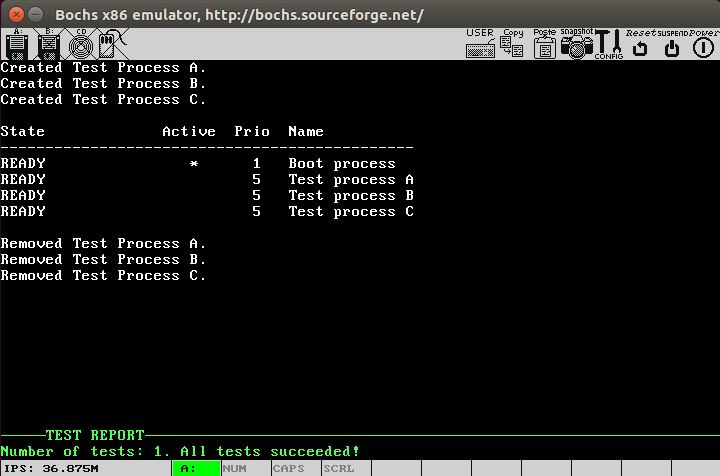 Bochs x86 emulator, http://bochs.sourceforge.net/
A: B: CD USER Copy Paste snapshot CONFIG Reset SUSPEND Power
Created Test Process A.
Created Test Process B.
Created Test Process C.
State Active Prio Name
-----------------------------------------------
READY * 1 Boot process
READY 5 Test process A
READY 5 Test process B
READY 5 Test process C
Removed Test Process A.
Removed Test Process B.
Removed Test Process C.
TEST REPORT
Number of tests: 1. All tests succeeded!
IPS: 36.875M A: NUM CAPS SCRL